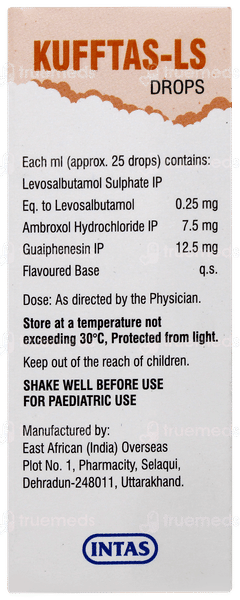 KUFFTAS-LS
DROPS
Each ml (approx. 25 drops) contains:
Levosalbutamol Sulphate IP
Eq. to Levosalbutamol 0.25 mg
Ambroxol Hydrochloride IP 7.5 mg
Guaiphenesin IP 12.5 mg
Flavoured Base q.s.
Dose: As directed by the Physician.
Store at a temperature not
exceeding 30°C, Protected from light.
Keep out of the reach of children.
SHAKE WELL BEFORE USE
FOR PAEDIATRIC USE
Manufactured by:
East African (India) Overseas
Plot No. 1, Pharmacity, Selaqui,
Dehradun-248011, Uttarakhand.
INTAS